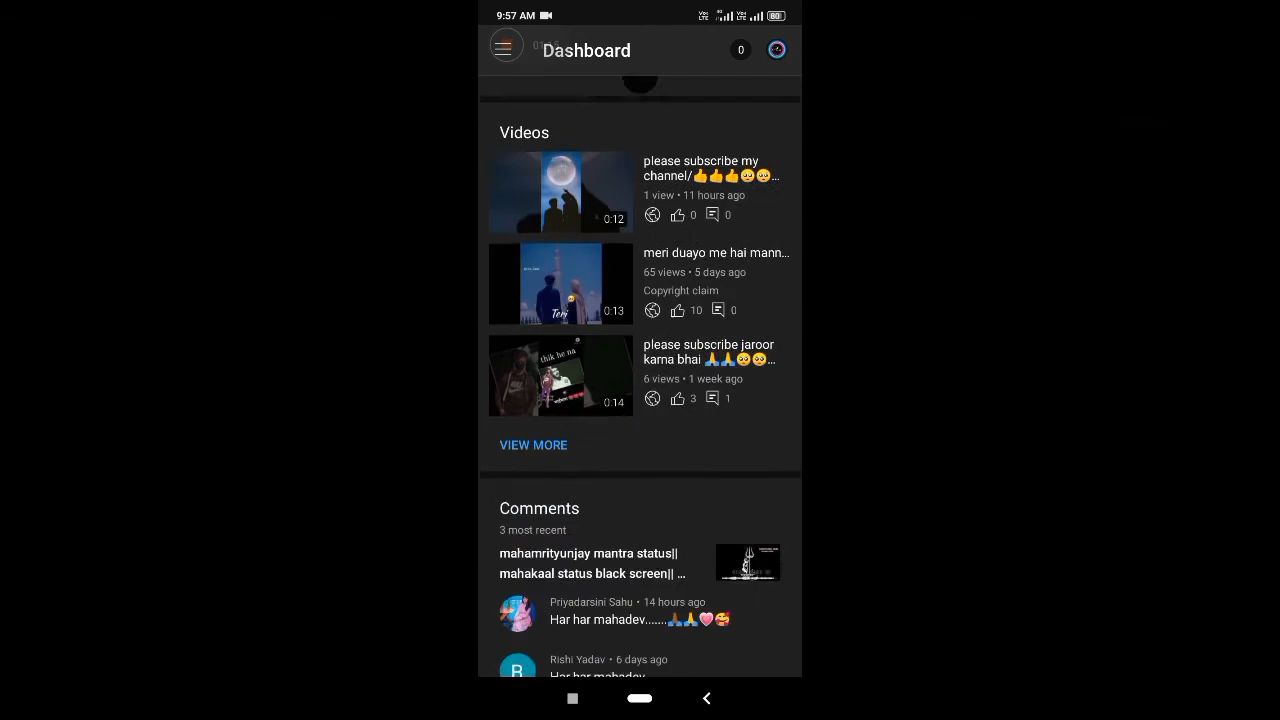 9:57 AM
80
Dashboard
0
Videos
please subscribe my
channel/👍👍👍🥺🥺...
1 view • 11 hours ago
0:12
0
0
meri duayo me hai mann...
65 views • 5 days ago
Copyright claim
Teri
0:13
10
0
please subscribe jaroor
karna bhai 🙏🙏🥺🥺...
6 views • 1 week ago
thik he na
0:14
3
1
VIEW MORE
Comments
3 most recent
mahamrityunjay mantra status||
mahakaal status black screen|| ...
Priyadarsini Sahu • 14 hours ago
Har har mahadev.......🙏🏾🙏💗🥰
R
Rishi Yadav • 6 days ago
Har har mahadev